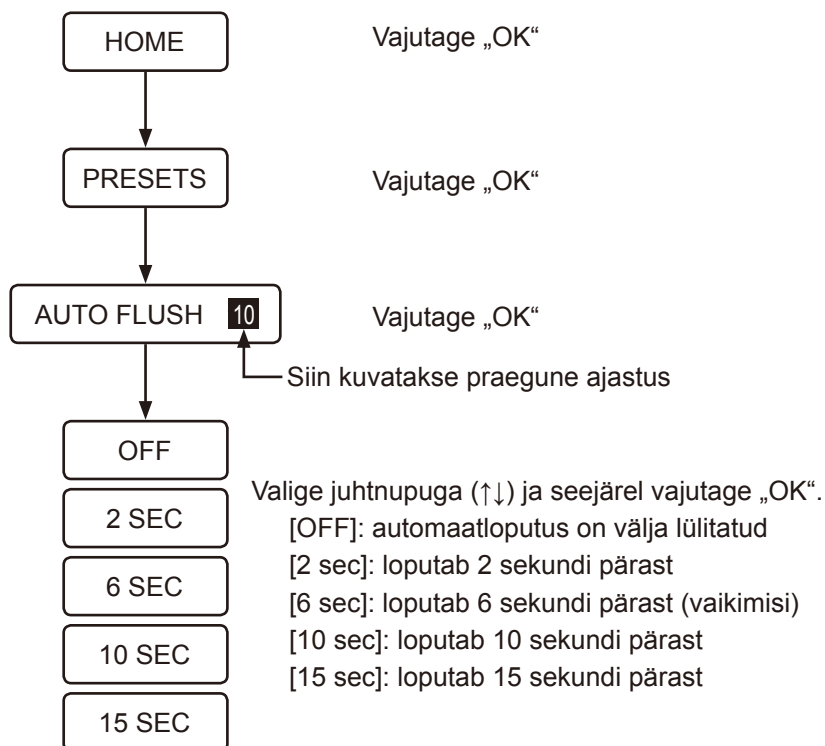 HOME Vajutage „OK“
PRESETS Vajutage „OK“
AUTO FLUSH 10 Vajutage „OK“
Siin kuvatakse praegune ajastus
OFF
Valige juhtnupuga (↑↓) ja seejärel vajutage „OK“.
2 SEC
[OFF]: automaatloputus on välja lülitatud
[2 sec]: loputab 2 sekundi pärast
6 SEC
[6 sec]: loputab 6 sekundi pärast (vaikimisi)
[10 sec]: loputab 10 sekundi pärast
10 SEC
[15 sec]: loputab 15 sekundi pärast
15 SEC